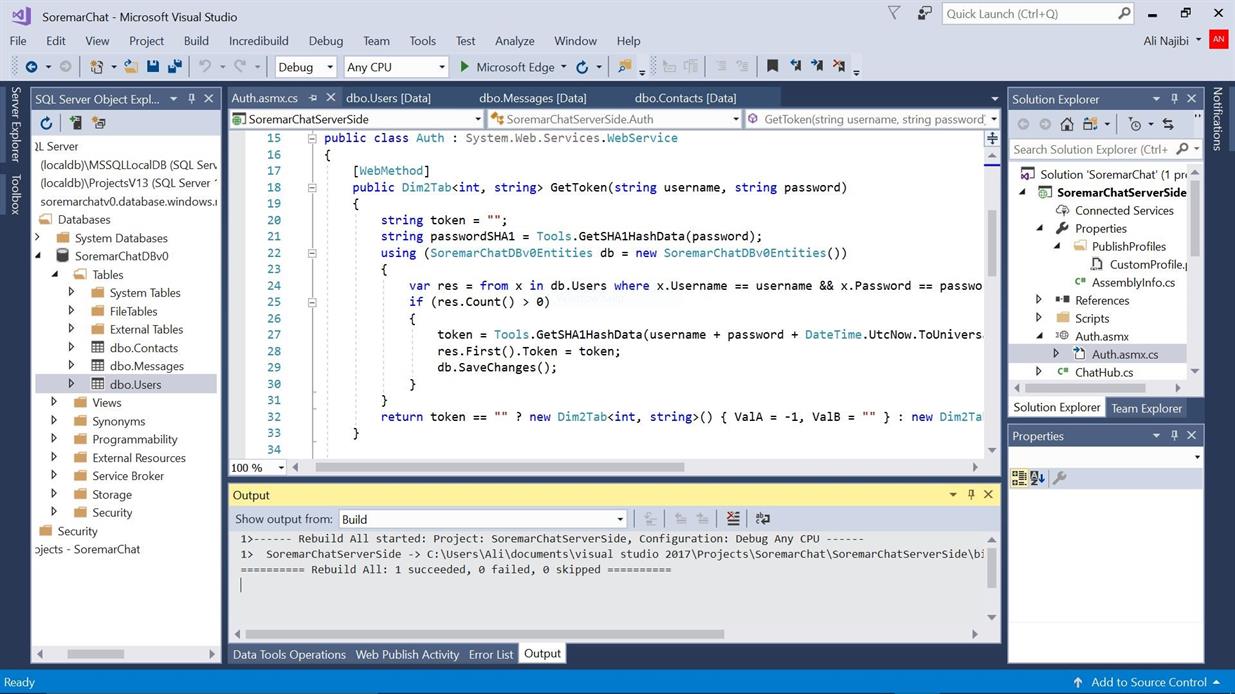 SoremarChat - Microsoft Visual Studio
Quick Launch (Ctrl+Q)
File Edit View Project Build Incredibuild Debug Team Tools Test Analyze Window Help
Ali Najibi AN
Debug Any CPU Microsoft Edge
Server Explorer
Toolbox
SQL Server Object Expl...
QL Server
(localdb)\MSSQLLocalDB (SQL Serv
(localdb)\ProjectsV13 (SQL Server 1
soremarchatv0.database.windows.n
Databases
System Databases
SoremarChatDBv0
Tables
System Tables
FileTables
External Tables
dbo.Contacts
dbo.Messages
dbo.Users
Views
Synonyms
Programmability
External Resources
Service Broker
Storage
Security
Security
ojects - SoremarChat
Auth.asmx.cs dbo.Users [Data] dbo.Messages [Data] dbo.Contacts [Data]
SoremarChatServerSide SoremarChatServerSide.Auth GetToken(string username, string password)
15 public class Auth : System.Web.Services.WebService
16 {
17 [WebMethod]
18 public Dim2Tab<int, string> GetToken(string username, string password)
19 {
20 string token = "";
21 string passwordSHA1 = Tools.GetSHA1HashData(password);
22 using (SoremarChatDBv0Entities db = new SoremarChatDBv0Entities())
23 {
24 var res = from x in db.Users where x.Username == username && x.Password == passwo
25 if (res.Count() > 0)
26 {
27 token = Tools.GetSHA1HashData(username + password + DateTime.UtcNow.ToUnivers
28 res.First().Token = token;
29 db.SaveChanges();
30 }
31 }
32 return token == "" ? new Dim2Tab<int, string>() { ValA = -1, ValB = "" } : new Dim2Tab
33 }
34
100 %
Output
Show output from: Build
1>------ Rebuild All started: Project: SoremarChatServerSide, Configuration: Debug Any CPU ------
1> SoremarChatServerSide -> C:\Users\Ali\documents\visual studio 2017\Projects\SoremarChat\SoremarChatServerSide\bi
========== Rebuild All: 1 succeeded, 0 failed, 0 skipped ==========
Data Tools Operations Web Publish Activity Error List Output
Solution Explorer
Search Solution Explorer (Ctrl+
Solution 'SoremarChat' (1 pr
SoremarChatServerSide
Connected Services
Properties
PublishProfiles
CustomProfile.p
AssemblyInfo.cs
References
Scripts
Auth.asmx
Auth.asmx.cs
ChatHub.cs
Solution Explorer Team Explorer
Properties
Notifications
Ready
Add to Source Control